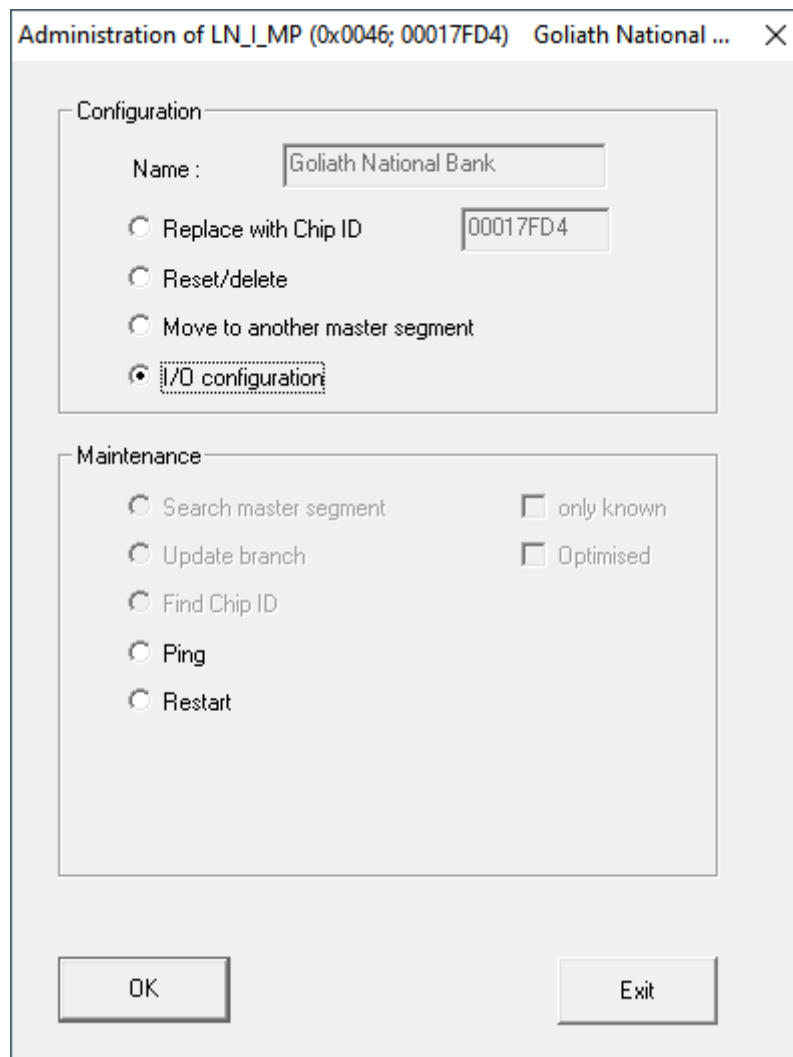 Administration of LN_I_MP (0x0046; 00017FD4) Goliath National ...
Configuration
Name : Goliath National Bank
Replace with Chip ID 00017FD4
Reset/delete
Move to another master segment
I/O configuration
Maintenance
Search master segment only known
Update branch Optimised
Find Chip ID
Ping
Restart
OK Exit